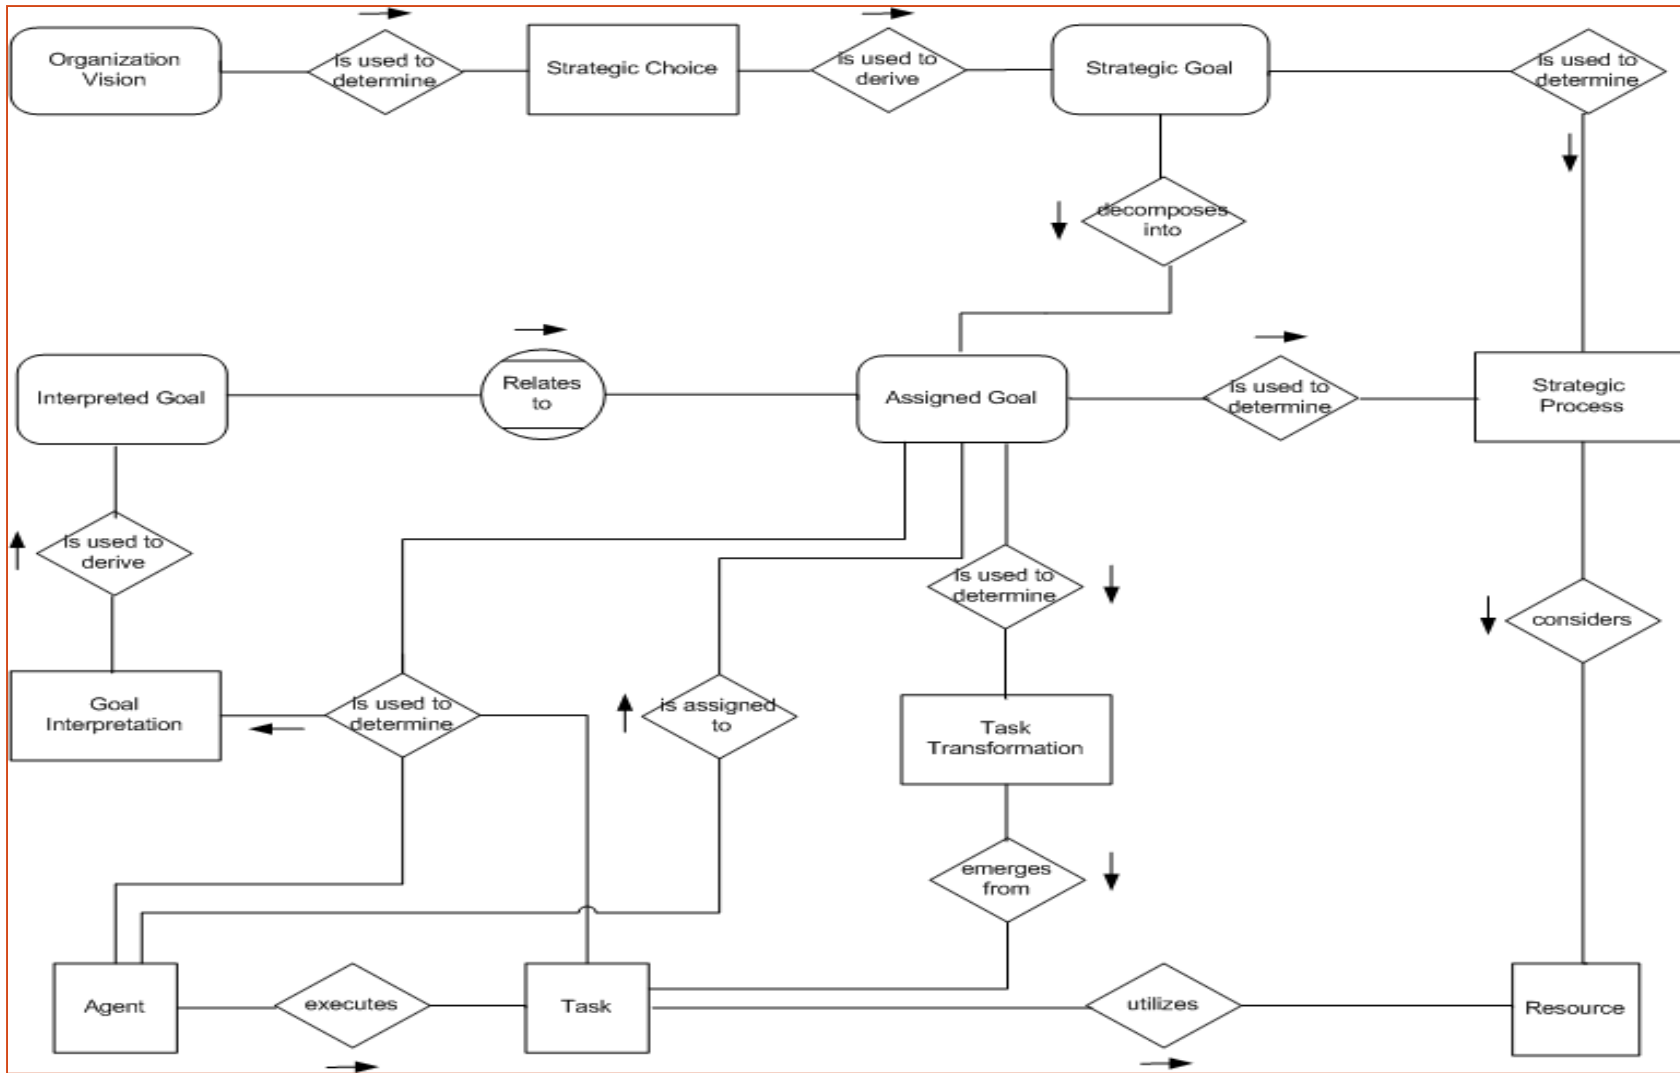 Organization
Vision
Is used to
determine
Strategic Choice
Is used to
derive
Strategic Goal
Is used to
determine
decomposes
into
Interpreted Goal
Relates
to
Assigned Goal
Is used to
determine
Strategic
Process
Is used to
derive
Is used to
determine
considers
Goal
Interpretation
Is used to
determine
is assigned
to
Task
Transformation
emerges
from
Agent
executes
Task
utilizes
Resource